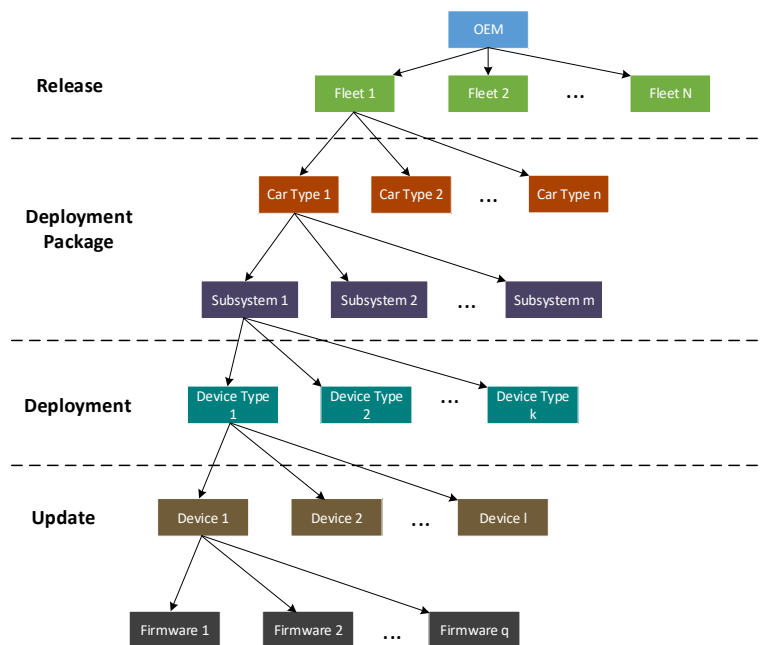 OEM
Release
Fleet 1
Fleet 2
...
Fleet N
Car Type 1
Car Type 2
...
Car Type n
Deployment
Package
Subsystem 1
Subsystem 2
...
Subsystem m
Deployment
Device Type
1
Device Type
2
...
Device Type
k
Update
Device 1
Device 2
...
Device l
Firmware 1
Firmware 2
...
Firmware q